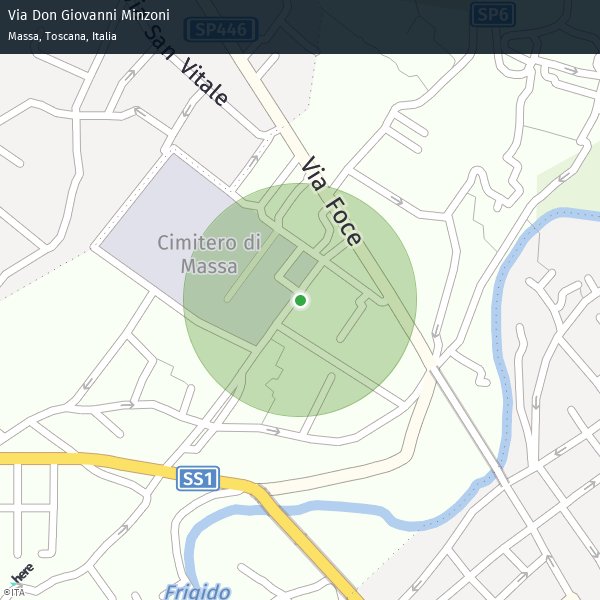 Via Don Giovanni Minzoni
Massa, Toscana, Italia
SP446
SP6
San Vitale
Via Foce
Cimitero di
Massa
SS1
Frigido
here
©ITA